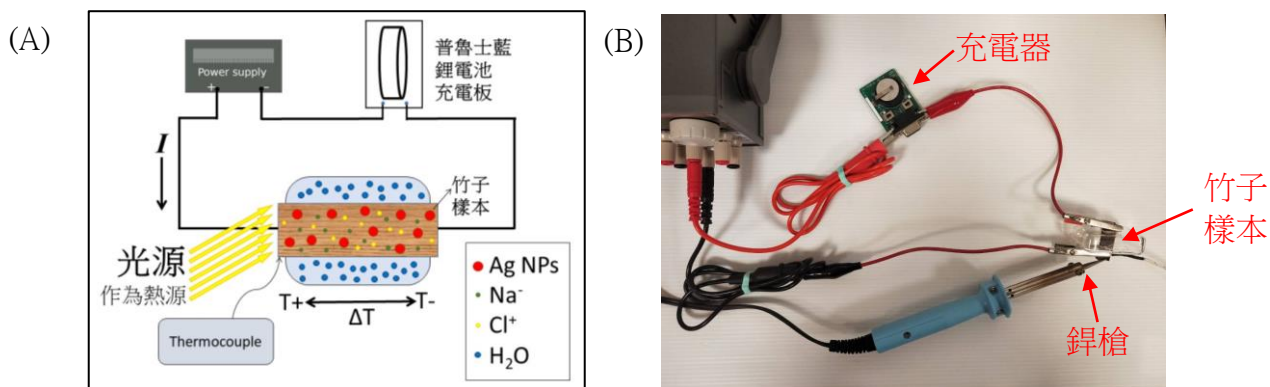 (A)
Power supply
+ -
普魯士藍
鋰電池
充電板
I
竹子
樣本
光源
作為熱源
T+
T-
ΔT
Thermocouple
Ag NPs
Na⁻
Cl⁺
H₂O
(B)
充電器
竹子
樣本
銲槍